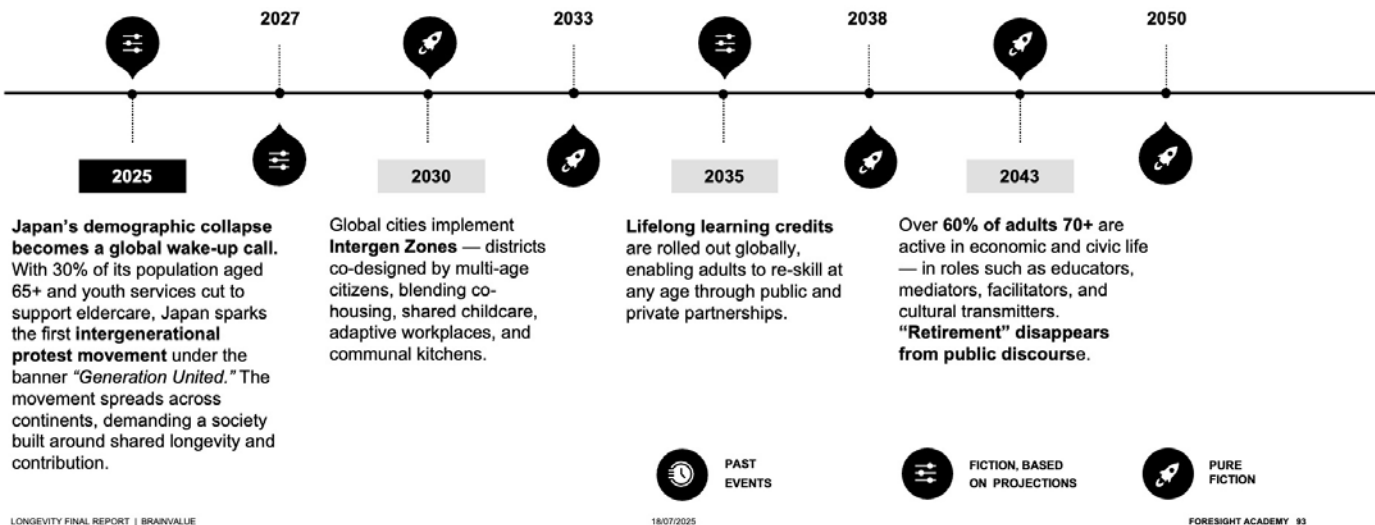 2027
2033
2038
2050
2025
2030
2035
2043
Japan's demographic collapse
becomes a global wake-up call.
With 30% of its population aged
65+ and youth services cut to
support eldercare, Japan sparks
the first intergenerational
protest movement under the
banner “Generation United.” The
movement spreads across
continents, demanding a society
built around shared longevity and
contribution.
Global cities implement
Intergen Zones — districts
co-designed by multi-age
citizens, blending co-
housing, shared childcare,
adaptive workplaces, and
communal kitchens.
Lifelong learning credits
are rolled out globally,
enabling adults to re-skill at
any age through public and
private partnerships.
Over 60% of adults 70+ are
active in economic and civic life
— in roles such as educators,
mediators, facilitators, and
cultural transmitters.
“Retirement” disappears
from public discourse.
PAST
EVENTS
FICTION, BASED
ON PROJECTIONS
PURE
FICTION
LONGEVITY FINAL REPORT | BRAINVALUE
18/07/2025
FORESIGHT ACADEMY 93